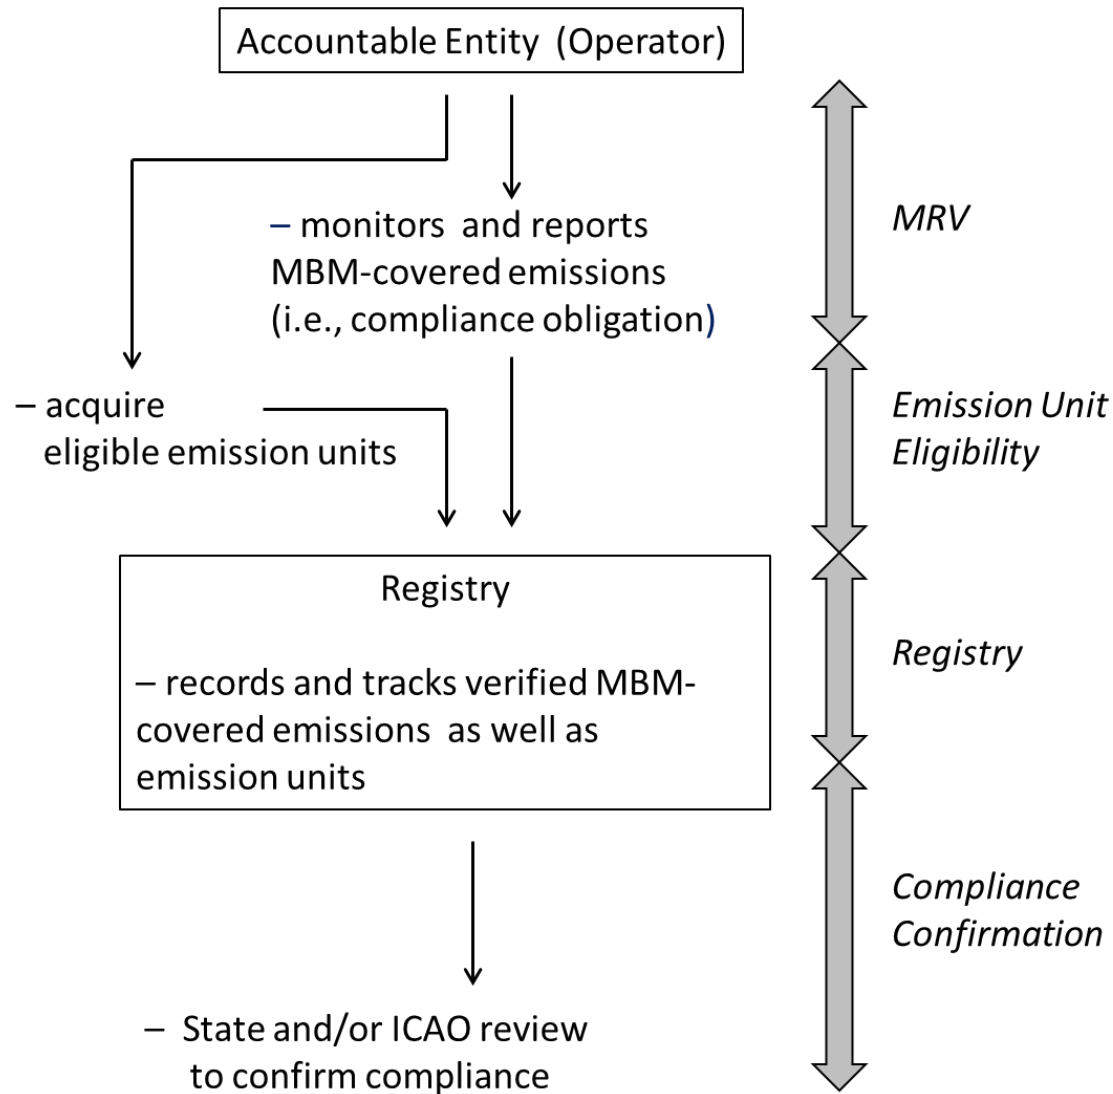 Accountable Entity (Operator)
– monitors and reports
MBM-covered emissions
(i.e., compliance obligation)
MRV
– acquire
eligible emission units
Emission Unit
Eligibility
Registry
– records and tracks verified MBM-
covered emissions as well as
emission units
Registry
Compliance
Confirmation
– State and/or ICAO review
to confirm compliance